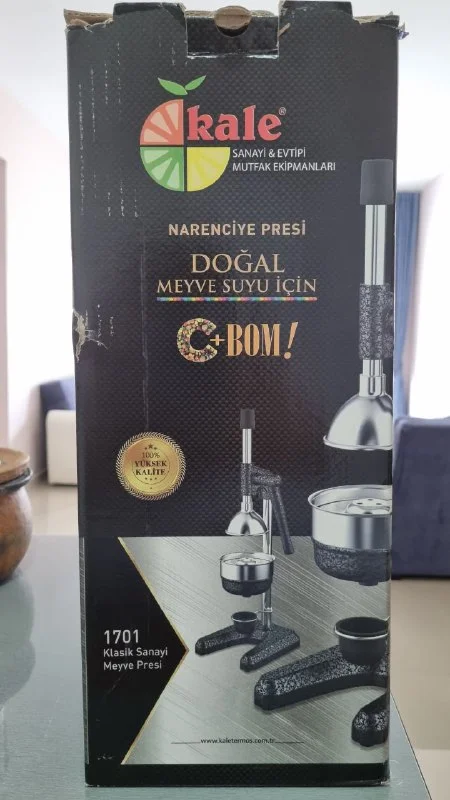 kale®
SANAYİ & EVTİPİ
MUTFAK EKİPMANLARI
NARENCİYE PRESİ
DOĞAL
MEYVE SUYU İÇİN
C+BOM!
100%
YÜKSEK
KALİTE
1701
Klasik Sanayi
Meyve Presi
www.kaletermos.com.tr